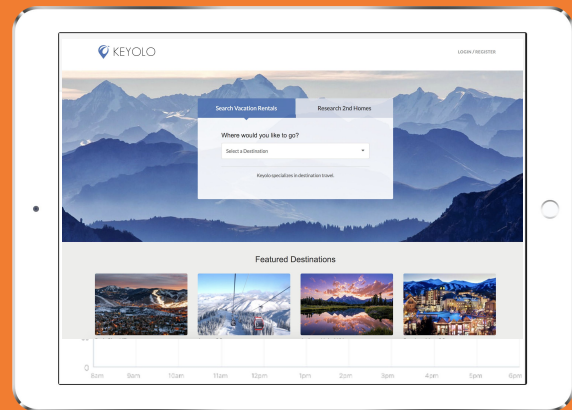 KEYOLO
LOGIN / REGISTER
Search Vacation Rentals
Research 2nd Homes
Where would you like to go?
Select a Destination
Keyolo specializes in destination travel.
Featured Destinations
0
8am 9am 10am 11am 12pm 1pm 2pm 3pm 4pm 5pm 6pm